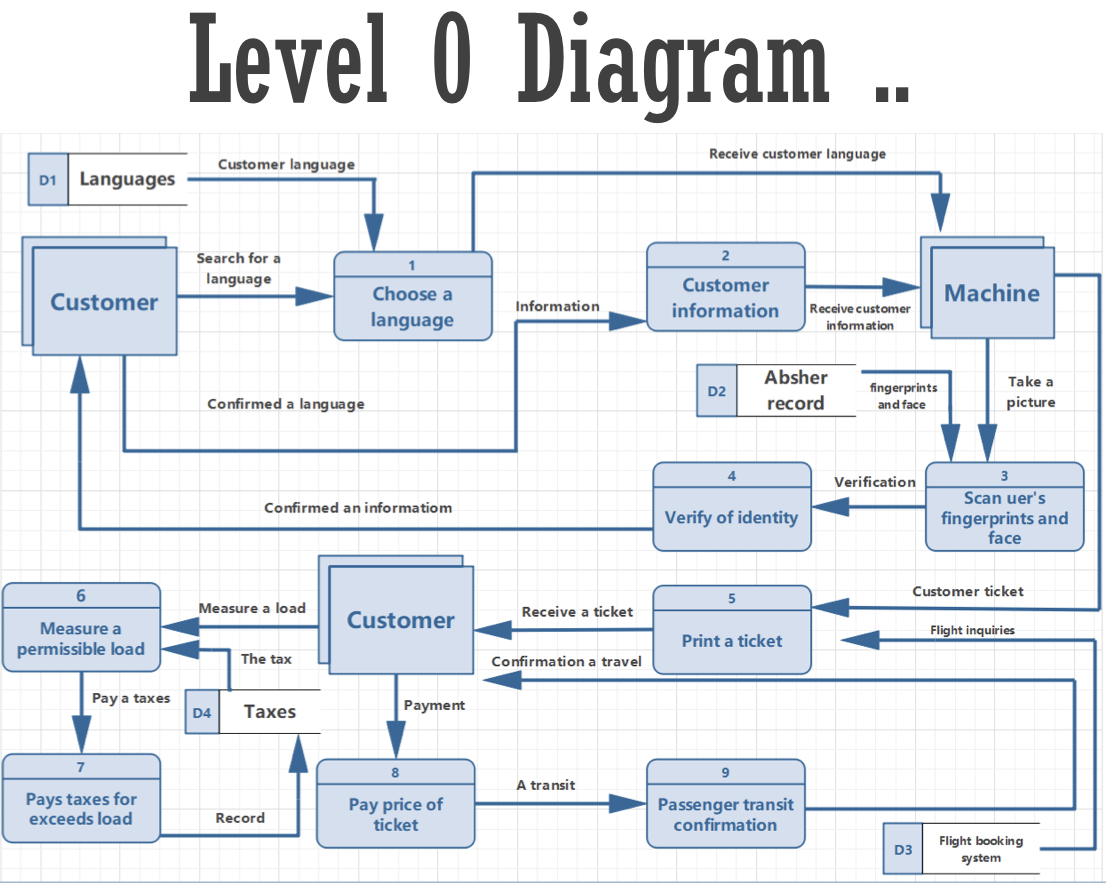 Level 0 Diagram ..
Customer language
Receive customer language
D1
Languages
Search for a
language
1
Choose a
language
Customer
2
Customer
information
Information
Receive customer
information
Machine
D2
Absher
record
fingerprints
and face
Take a
picture
Confirmed a language
4
Verify of identity
Verification
3
Scan uer's
fingerprints and
face
Confirmed an informatiom
6
Measure a
permissible load
Measure a load
Customer
Receive a ticket
5
Print a ticket
Customer ticket
Flight inquiries
The tax
Confirmation a travel
Pay a taxes
D4
Taxes
Payment
7
Pays taxes for
exceeds load
Record
8
Pay price of
ticket
A transit
9
Passenger transit
confirmation
D3
Flight booking
system